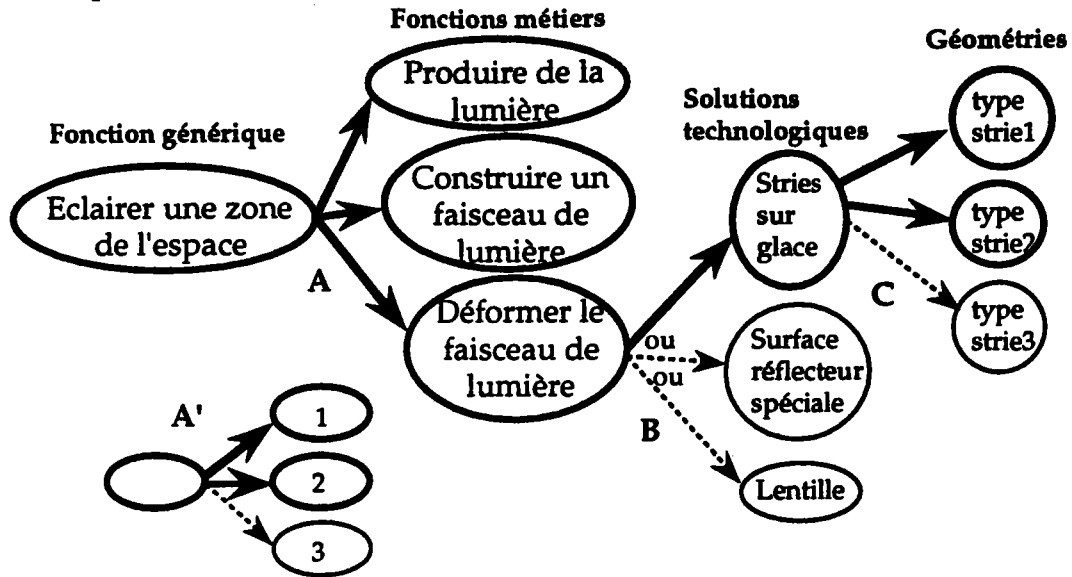 Fonctions métiers
Géométries
Produire de la
lumière
Solutions
technologiques
type
strie1
Fonction générique
Eclairer une zone
de l'espace
Construire un
faisceau de
lumière
Stries
sur
glace
type
strie2
A
C
Déformer le
faisceau de
lumière
ou
ou
Surface
réflecteur
spéciale
type
strie3
B
Lentille
A'
1
2
3